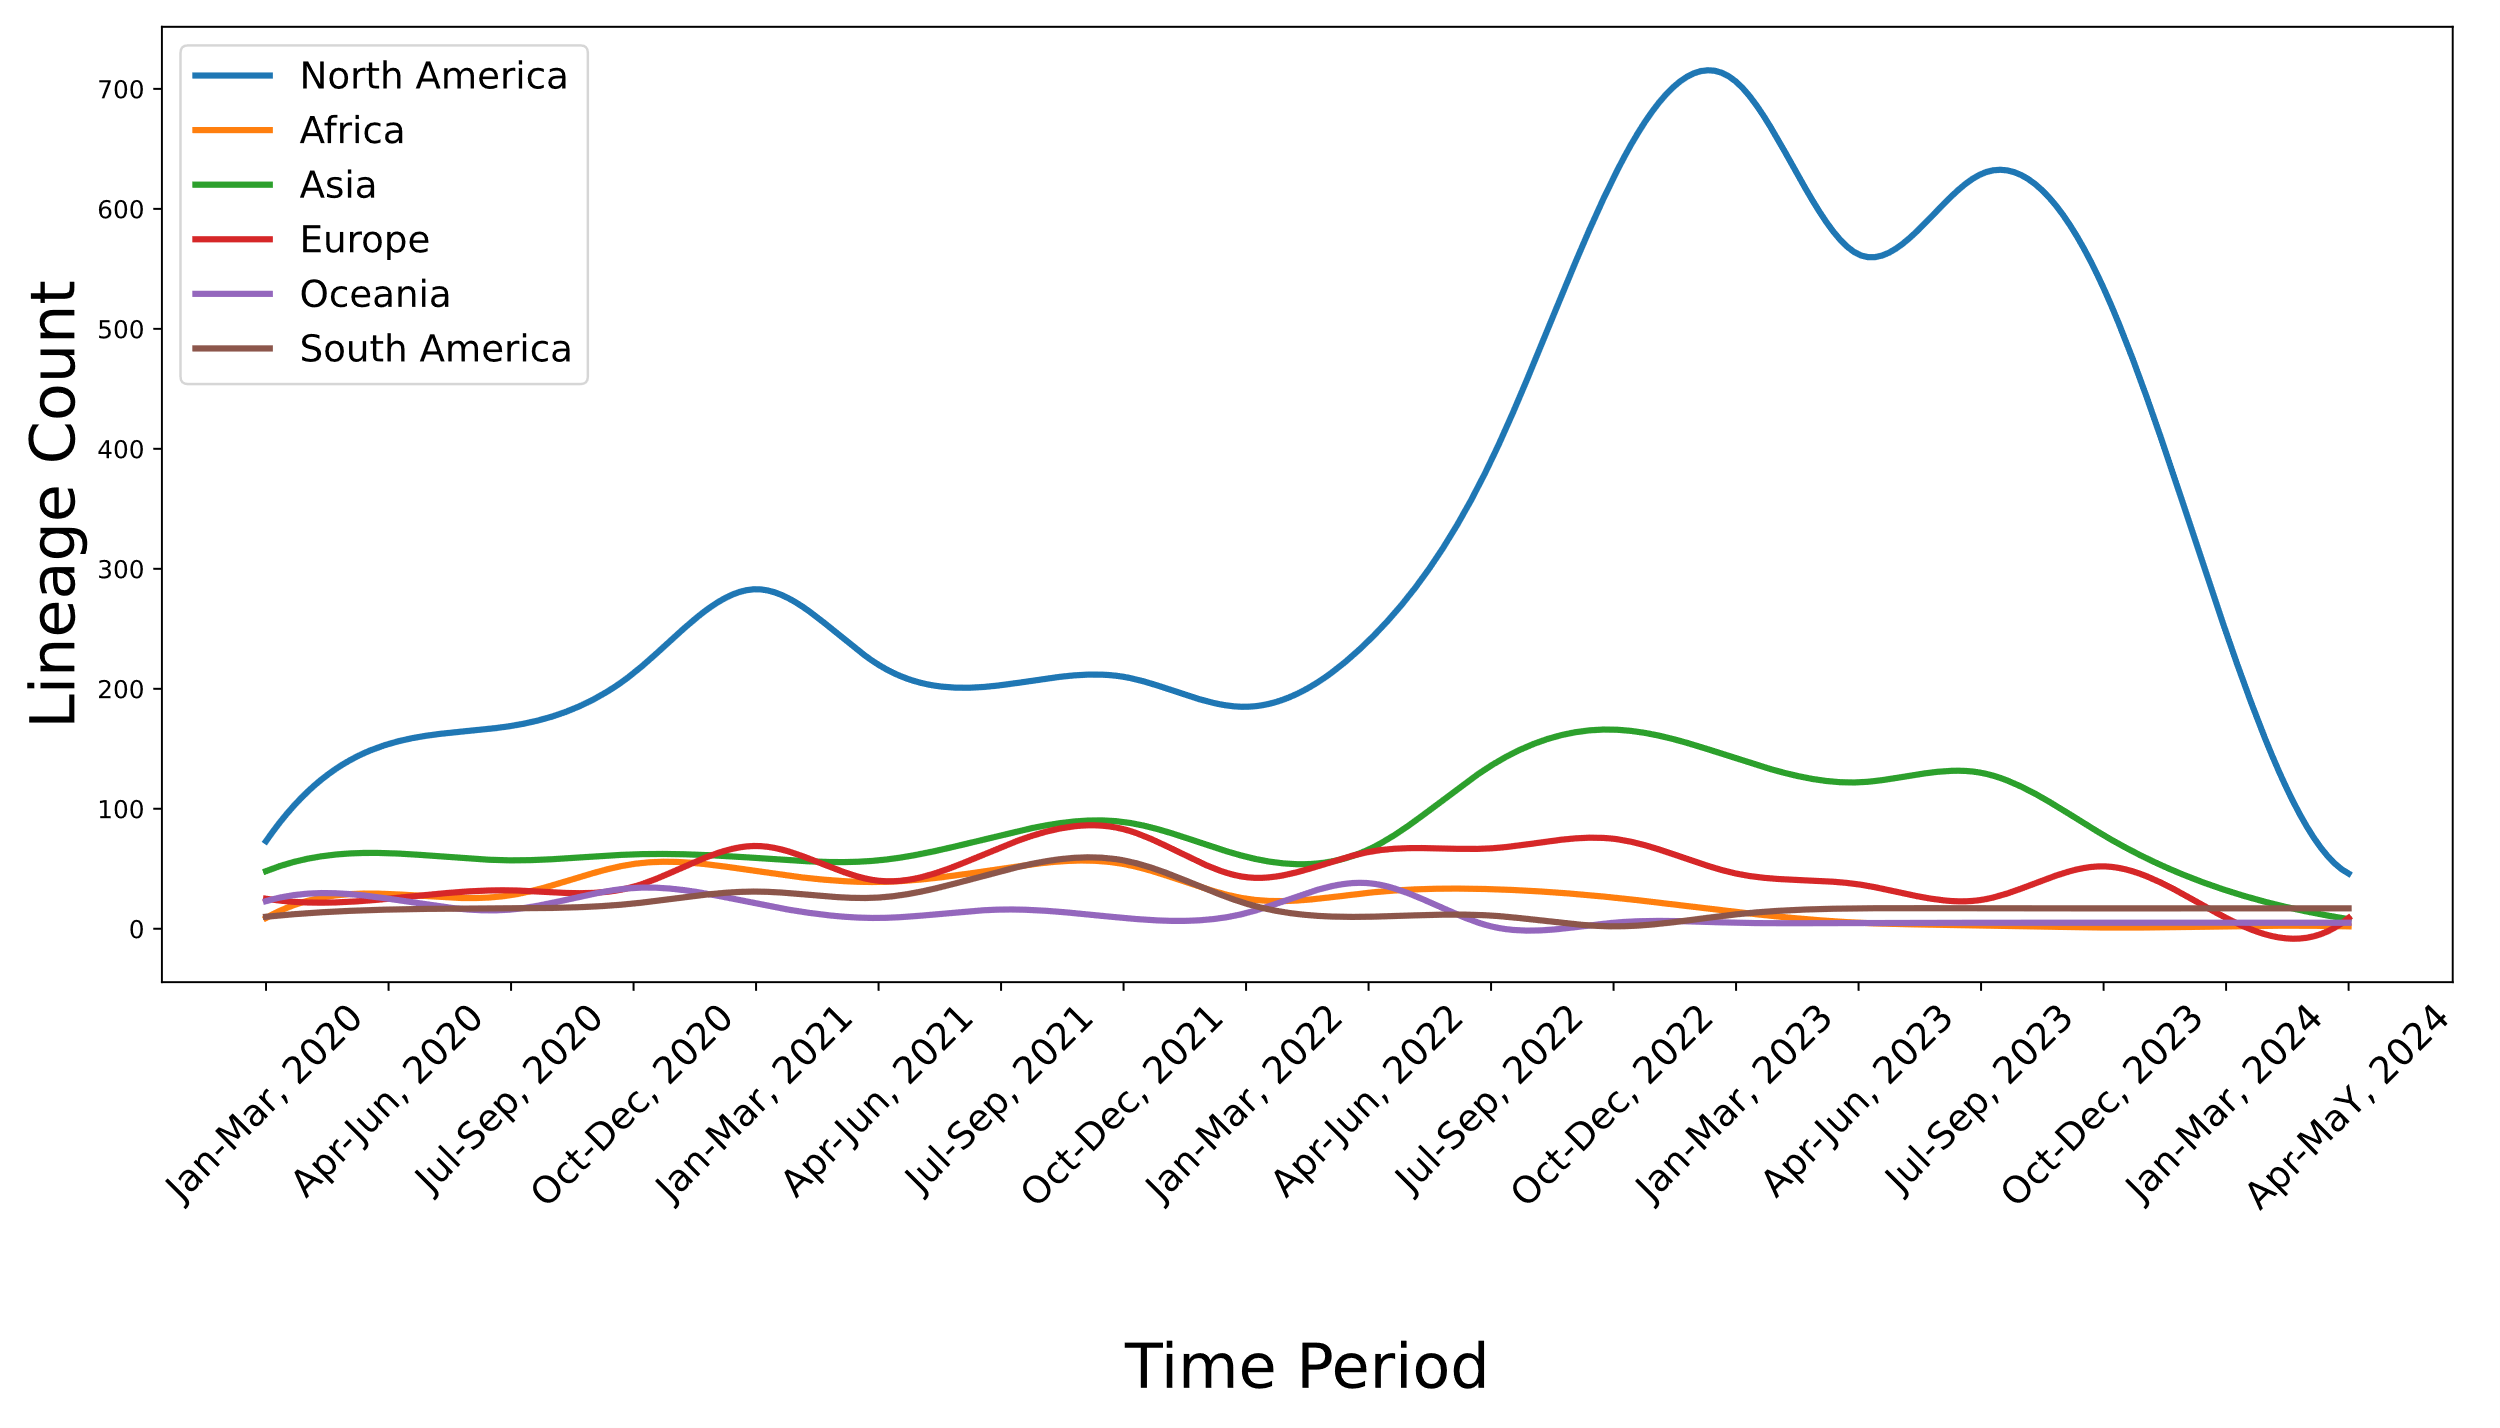 North America
Africa
Asia
Europe
Oceania
South America
Lineage Count
700
600
500
400
300
200
100
0
Jan-Mar, 2020
Apr-Jun, 2020
Jul-Sep, 2020
Oct-Dec, 2020
Jan-Mar, 2021
Apr-Jun, 2021
Jul-Sep, 2021
Oct-Dec, 2021
Jan-Mar, 2022
Apr-Jun, 2022
Jul-Sep, 2022
Oct-Dec, 2022
Jan-Mar, 2023
Apr-Jun, 2023
Jul-Sep, 2023
Oct-Dec, 2023
Jan-Mar, 2024
Apr-MaY, 2024
Time Period